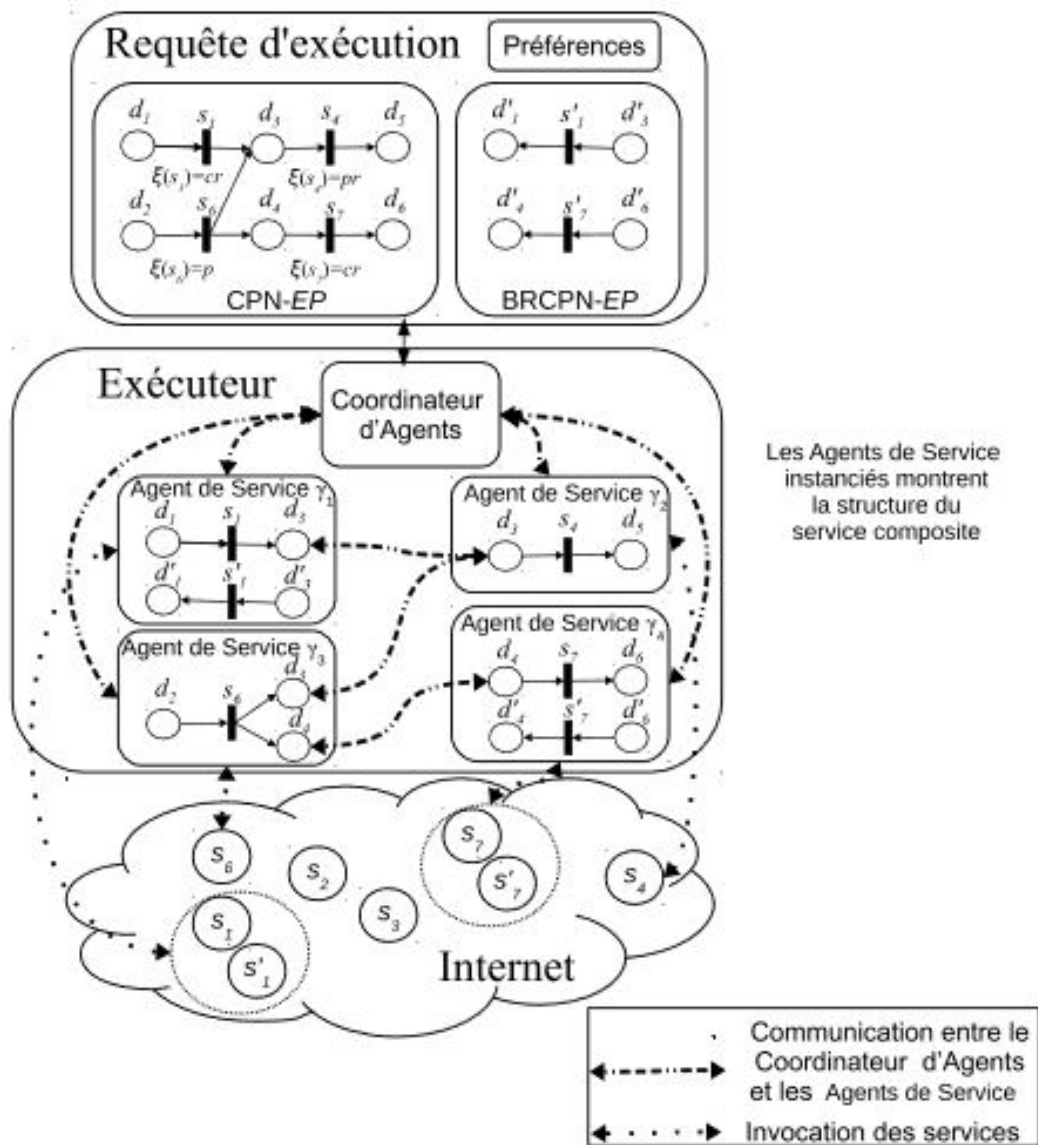 Requête d'exécution
Préférences
d1 s1 d3 s4 d5
ξ(s1)=cr ξ(s4)=pr
d2 s6 d4 s7 d6
ξ(s6)=p ξ(s7)=cr
CPN-EP
d'1 s'1 d'3
d'4 s'7 d'6
BRCPN-EP
Exécuteur
Coordinateur
d'Agents
Agent de Service γ1
d1 s1 d3
d'1 s'1 d'3
Agent de Service γ2
d3 s4 d5
Agent de Service γ3
d2 s6 d3
d4
Agent de Service γ
d4 s7 d6
d'4 s'7 d'6
Les Agents de Service
instanciés montrent
la structure du
service composite
s6
s2
s3
s7
s'7
s4
s1
s'1
Internet
Communication entre le
Coordinateur d'Agents
et les Agents de Service
Invocation des services